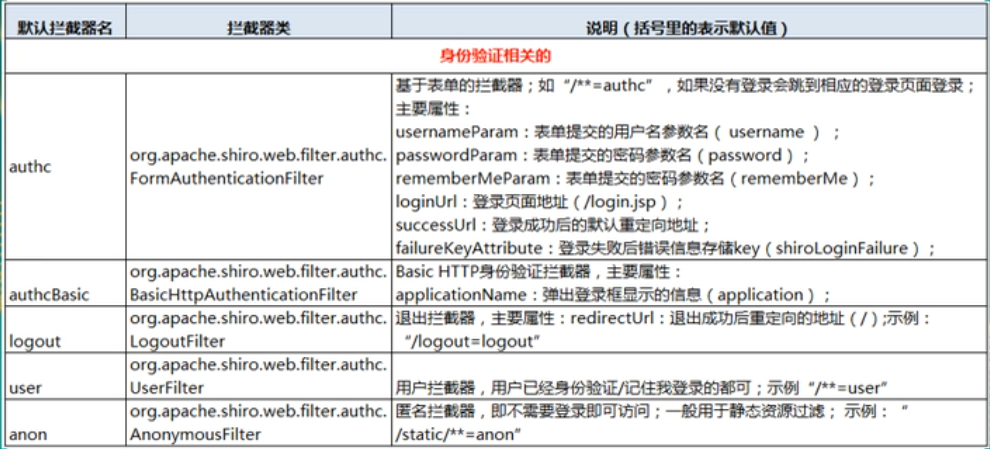 默认拦截器名 拦截器类 说明（括号里的表示默认值）
身份验证相关的
authc
org.apache.shiro.web.filter.authc.
FormAuthenticationFilter
基于表单的拦截器；如“/**=authc”，如果没有登录会跳到相应的登录页面登录；
主要属性：
usernameParam：表单提交的用户名参数名（ username ）；
passwordParam：表单提交的密码参数名（password）；
rememberMeParam：表单提交的密码参数名（rememberMe）；
loginUrl：登录页面地址（/login.jsp）；
successUrl：登录成功后的默认重定向地址；
failureKeyAttribute：登录失败后错误信息存储key（shiroLoginFailure）；
authcBasic
org.apache.shiro.web.filter.authc.
BasicHttpAuthenticationFilter
Basic HTTP身份验证拦截器，主要属性：
applicationName：弹出登录框显示的信息（application）；
logout
org.apache.shiro.web.filter.authc.
LogoutFilter
退出拦截器，主要属性：redirectUrl：退出成功后重定向的地址（/）;示例：
“/logout=logout”
user
org.apache.shiro.web.filter.authc.
UserFilter
用户拦截器，用户已经身份验证/记住我登录的都可；示例“/**=user”
anon
org.apache.shiro.web.filter.authc.
AnonymousFilter
匿名拦截器，即不需要登录即可访问；一般用于静态资源过滤； 示例：“
/static/**=anon”